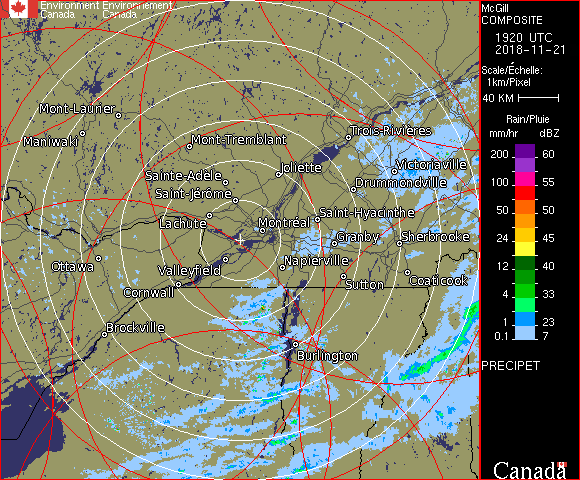 Environment Environnement
Canada Canada
McGill
COMPOSITE
1920 UTC
2018-11-21
Scale/Échelle:
1km/Pixel
40 KM
Rain/Pluie
mm/hr dBZ
200 60
100 55
50 50
24 45
12 40
4 33
1 23
0.1 7
PRECIPET
Canada
Mont-Laurier
Maniwaki
Mont-Tremblant
Trois-Rivières
Joliette
Victoriaville
Sainte-Adèle
Drummondville
Saint-Jérôme
Lachute
Saint-Hyacinthe
Montréal
Granby
Sherbrooke
Ottawa
Valleyfield
Napierville
Cornwall
Sutton
Coaticook
Brockville
Burlington